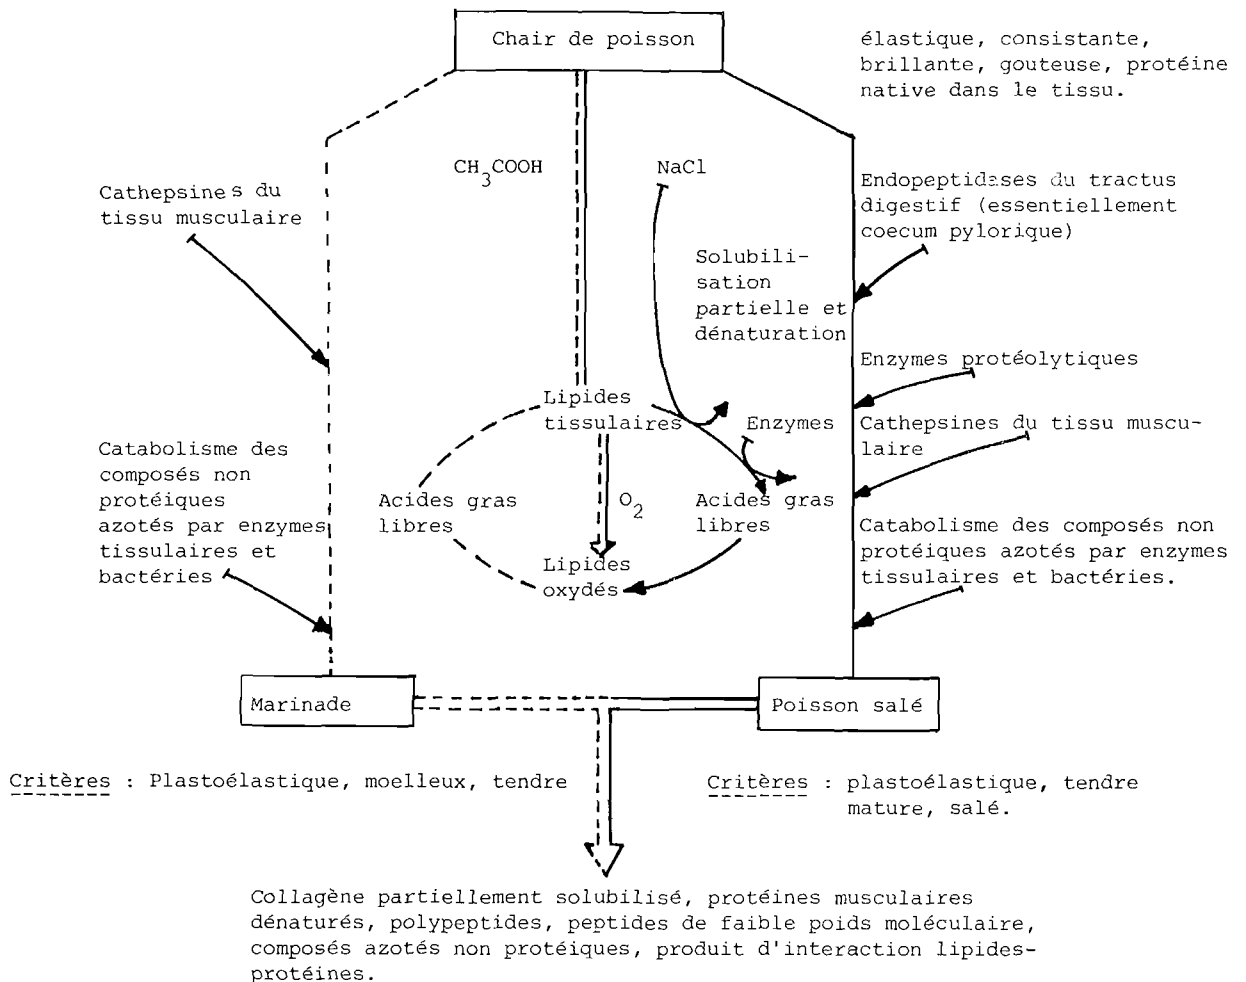 Chair de poisson
élastique, consistante,
brillante, gouteuse, protéine
native dans le tissu.
CH3COOH
NaCl
Cathepsines du
tissu musculaire
Endopeptidases du tractus
digestif (essentiellement
coecum pylorique)
Solubili-
sation
partielle et
dénaturation
Enzymes protéolytiques
Lipides
tissulaires
Enzymes
Cathepsines du tissu muscu-
laire
Catabolisme des
composés non
protéiques
azotés par enzymes
tissulaires et
bactéries
Acides gras
libres
O2
Acides gras
libres
Catabolisme des composés non
protéiques azotés par enzymes
tissulaires et bactéries.
Lipides
oxydés
Marinade
Poisson salé
Critères : Plastoélastique, moelleux, tendre
Critères : plastoélastique, tendre
mature, salé.
Collagène partiellement solubilisé, protéines musculaires
dénaturés, polypeptides, peptides de faible poids moléculaire,
composés azotés non protéiques, produit d'interaction lipides-
protéines.